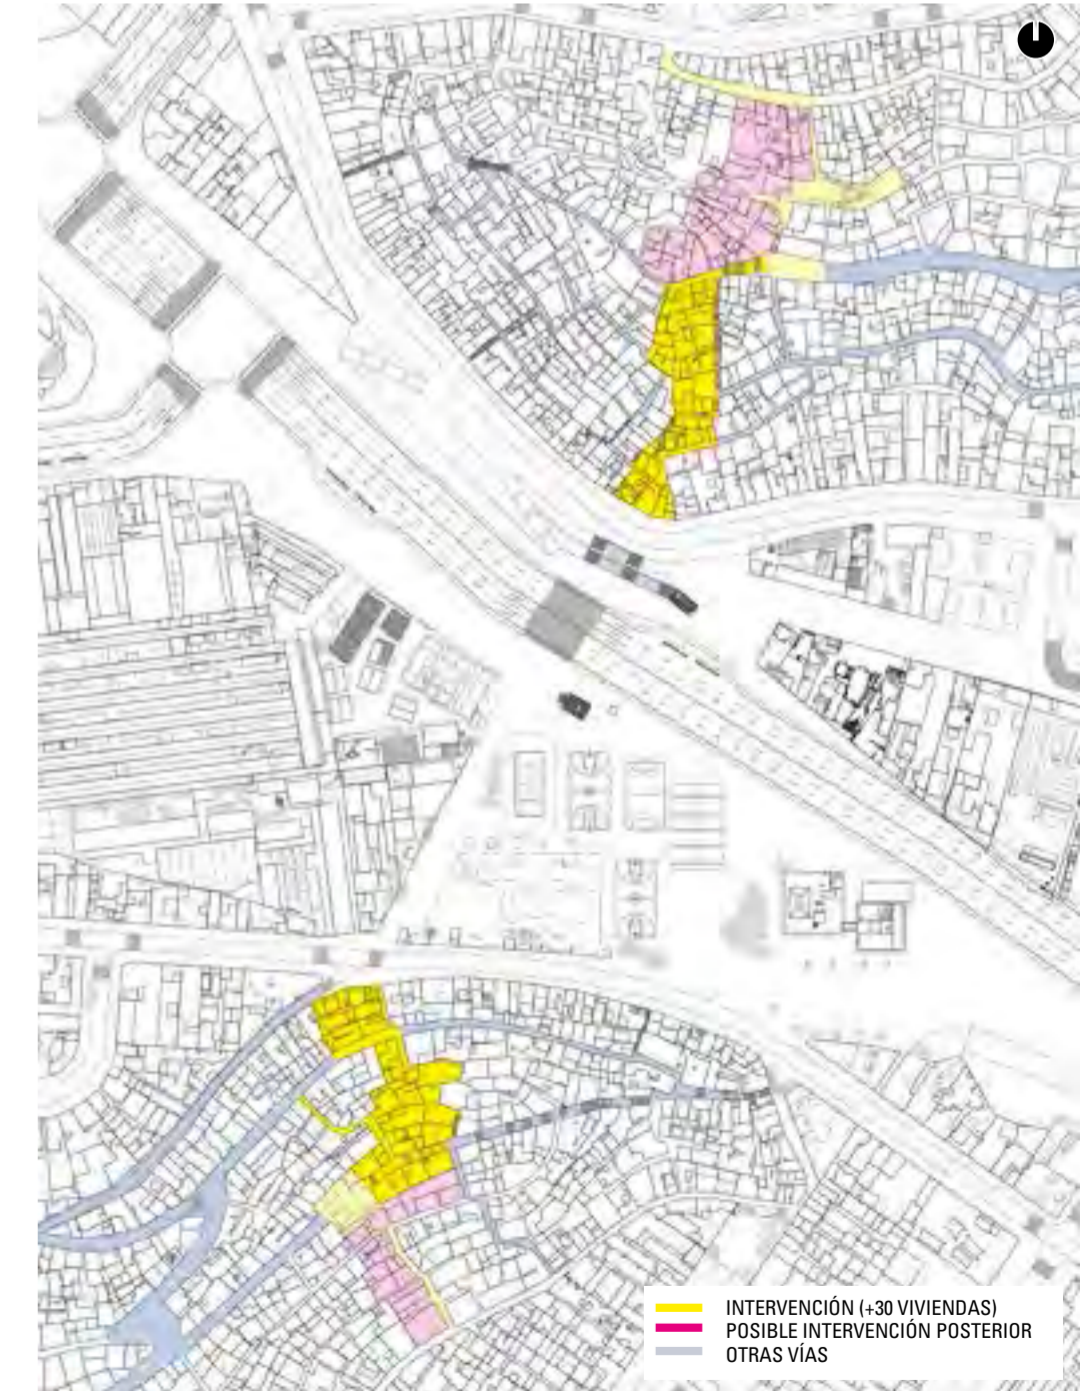 INTERVENCIÓN (+30 VIVIENDAS)
POSIBLE INTERVENCIÓN POSTERIOR
OTRAS VÍAS